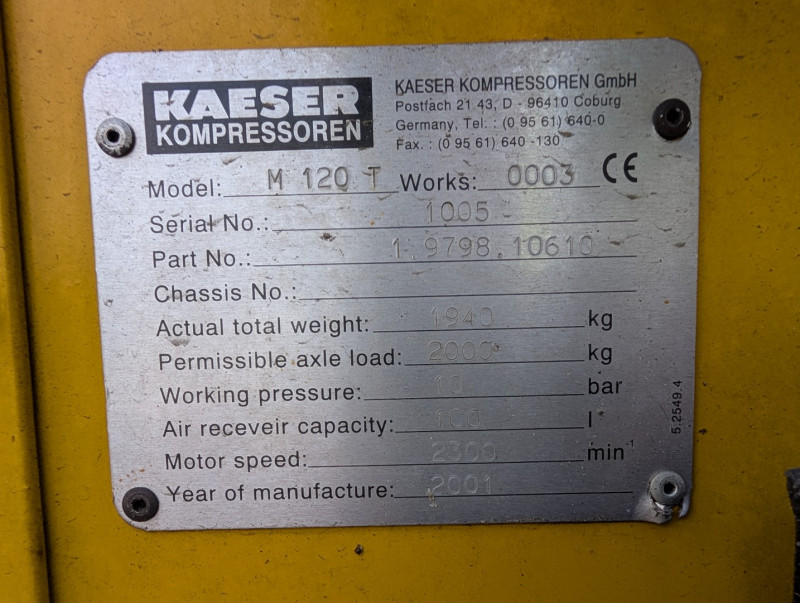 KAESER
KOMPRESSOREN
KAESER KOMPRESSOREN GmbH
Postfach 21 43, D - 96410 Coburg
Germany, Tel. : (0 95 61) 640-0
Fax. : (0 95 61) 640 -130
Model: M 120 T Works: 0003 CE
Serial No.: 1005
Part No.: 1.9798.10610
Chassis No.:
Actual total weight: 1940 kg
Permissible axle load: 2000 kg
Working pressure: 10 bar
Air receveir capacity: 100 l
Motor speed: 2300 min-1
Year of manufacture: 2001
5.2549.4